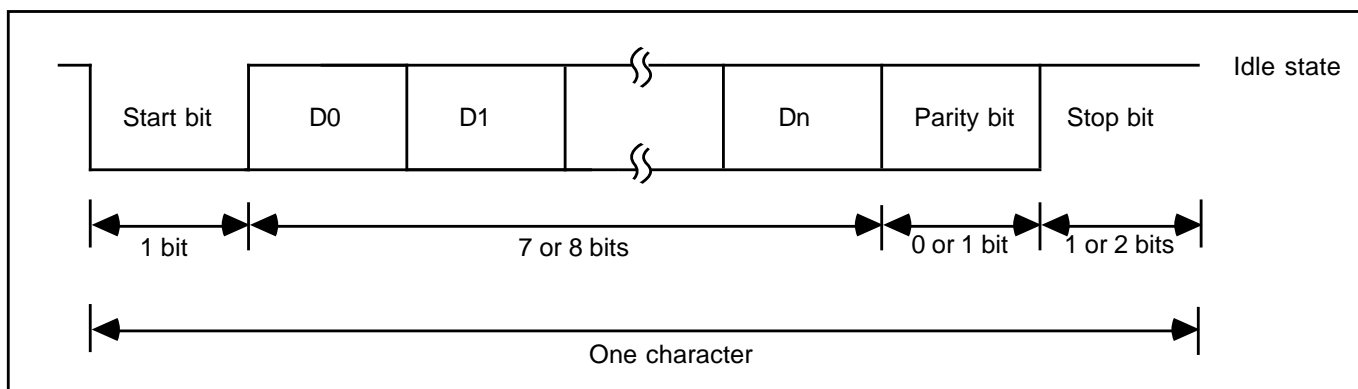 Idle state
Start bit D0 D1 Dn Parity bit Stop bit
1 bit 7 or 8 bits 0 or 1 bit 1 or 2 bits
One character